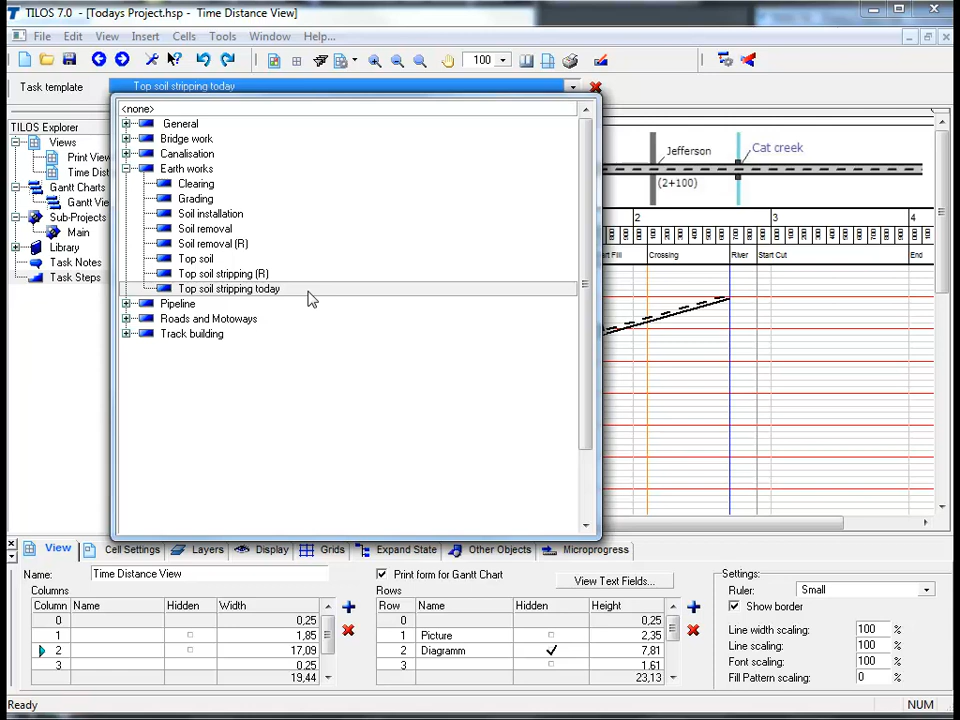 TILOS 7.0 - [Todays Project.hsp - Time Distance View]
File Edit View Insert Cells Tools Window Help...
100
Task template Top soil stripping today
<none>
General
Bridge work
Canalisation
Earth works
Clearing
Grading
Soil installation
Soil removal
Soil removal (R)
Top soil
Top soil stripping (R)
Top soil stripping today
Pipeline
Roads and Motoways
Track building
TILOS Explorer
Views
Print View
Time Dist
Gantt Charts
Gantt Vie
Sub-Projects
Main
Library
Task Notes
Task Steps
Jefferson
Cat creek
(2+100)
2 3 4
Crossing River Start Cut End
View Cell Settings Layers Display Grids Expand State Other Objects Microprogress
Name: Time Distance View
Print form for Gantt Chart
View Text Fields...
Columns
Column Name Hidden Width
0 0,25
1 1,85
2 17,09
3 0.25
19,44
Rows
Row Name Hidden Height
0 0,25
1 Picture 2,35
2 Diagramm 7,81
3 1.61
23,13
Settings:
Ruler: Small
Show border
Line width scaling: 100 %
Line scaling: 100 %
Font scaling: 100 %
Fill Pattern scaling: 0 %
Ready
NUM